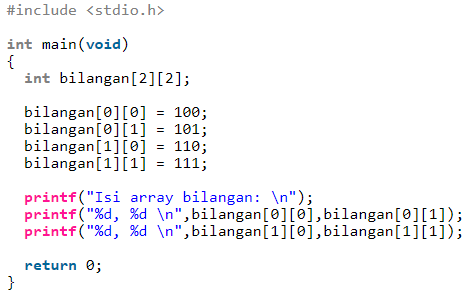 #include <stdio.h>
int main(void)
{
int bilangan[2][2];
bilangan[0][0] = 100;
bilangan[0][1] = 101;
bilangan[1][0] = 110;
bilangan[1][1] = 111;
printf("Isi array bilangan: \n");
printf("%d, %d \n",bilangan[0][0],bilangan[0][1]);
printf("%d, %d \n",bilangan[1][0],bilangan[1][1]);
return 0;
}